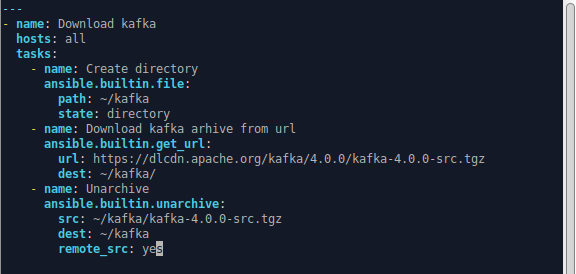 ---
- name: Download kafka
  hosts: all
  tasks:
    - name: Create directory
      ansible.builtin.file:
        path: ~/kafka
        state: directory
    - name: Download kafka arhive from url
      ansible.builtin.get_url:
        url: https://dlcdn.apache.org/kafka/4.0.0/kafka-4.0.0-src.tgz
        dest: ~/kafka/
    - name: Unarchive
      ansible.builtin.unarchive:
        src: ~/kafka/kafka-4.0.0-src.tgz
        dest: ~/kafka
        remote_src: yes